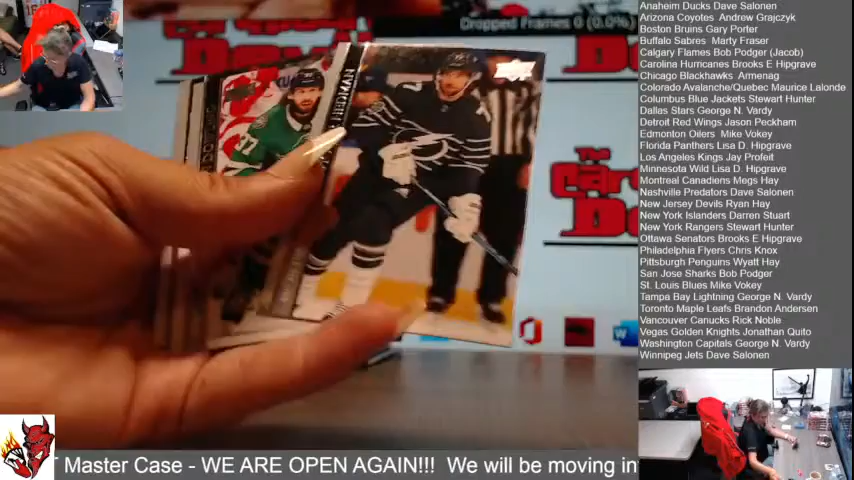 Dropped Frames 0 (0.0%)
Anaheim Ducks Dave Salonen
Arizona Coyotes Andrew Grajczyk
Boston Bruins Gary Porter
Buffalo Sabres Marty Fraser
Calgary Flames Bob Podger (Jacob)
Carolina Hurricanes Brooks E Hipgrave
Chicago Blackhawks Armenag
Colorado Avalanche/Quebec Maurice Lalonde
Columbus Blue Jackets Stewart Hunter
Dallas Stars George N. Vardy
Detroit Red Wings Jason Peckham
Edmonton Oilers Mike Vokey
Florida Panthers Lisa D. Hipgrave
Los Angeles Kings Jay Profeit
Minnesota Wild Lisa D. Hipgrave
Montreal Canadiens Megs Hay
Nashville Predators Dave Salonen
New Jersey Devils Ryan Hay
New York Islanders Darren Stuart
New York Rangers Stewart Hunter
Ottawa Senators Brooks E Hipgrave
Philadelphia Flyers Chris Knox
Pittsburgh Penguins Wyatt Hay
San Jose Sharks Bob Podger
St. Louis Blues Mike Vokey
Tampa Bay Lightning George N. Vardy
Toronto Maple Leafs Brandon Andersen
Vancouver Canucks Rick Noble
Vegas Golden Knights Jonathan Quito
Washington Capitals George N. Vardy
Winnipeg Jets Dave Salonen
The
Master Case - WE ARE OPEN AGAIN!!! We will be moving in